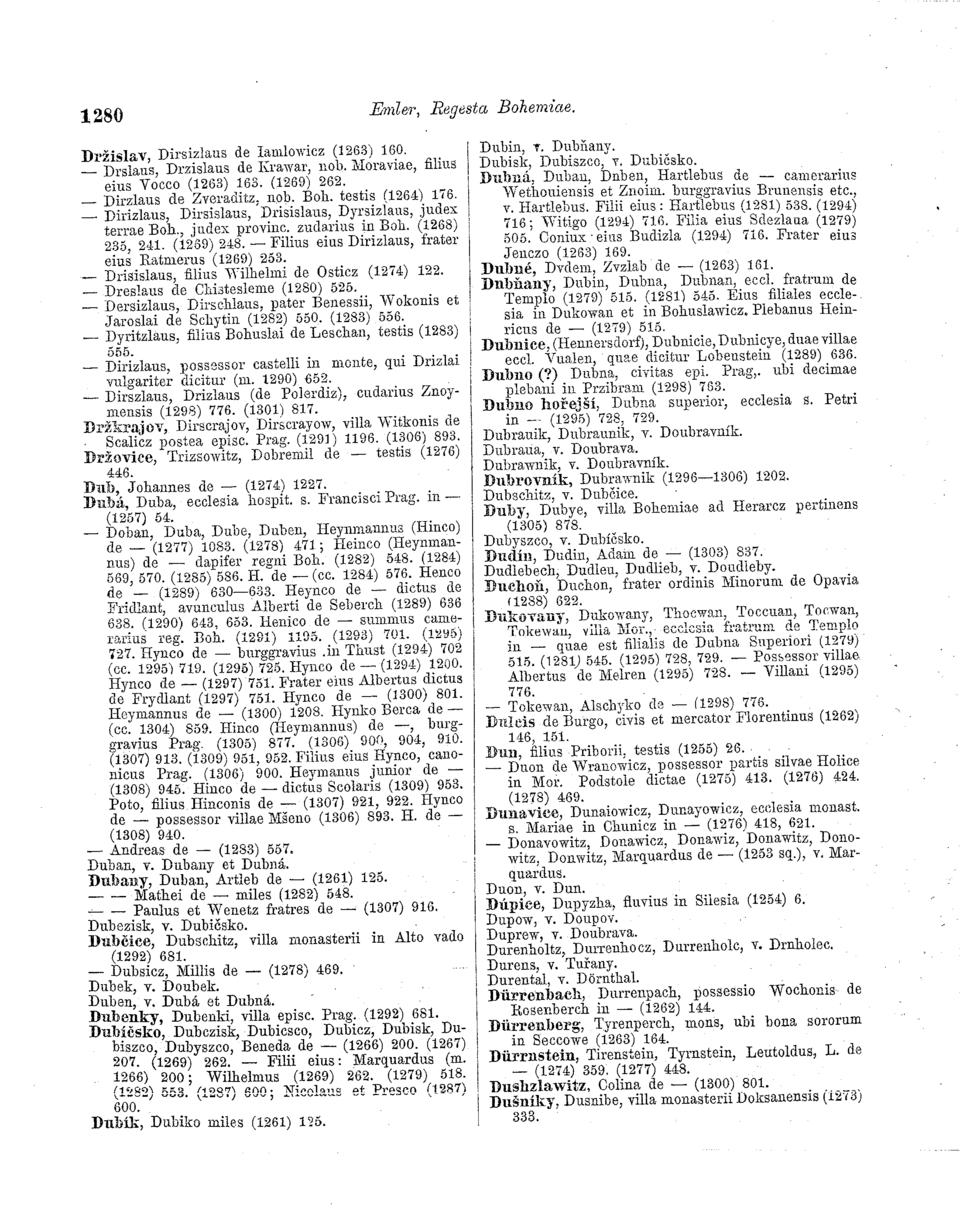 1280
Emler, Regesta Bohemiae.
Držislav, Dirsizlaus de Iamlowicz (1263) 160.
— Drslaus, Drzislaus de Krawar, nob. Moraviae, filius
eius Vocco (1263) 163. (1269) 262.
— Dirzlaus de Zveraditz, nob. Boh. testis (1264) 176.
— Dirizlaus, Dirsislaus, Drisislaus, Dyrsizlaus, judex
terrae Boh., judex provinc. zudarius in Boh. (1268)
235, 241. (1269) 248. — Filius eius Dirizlaus, frater
eius Ratmerus (1269) 253.
— Drisislaus, filius Wilhelmi de Osticz (1274) 122.
— Dreslaus de Chistesleme (1280) 525.
— Dersizlaus, Dirschlaus, pater Benessii, Wokonis et
Jaroslai de Schytin (1282) 550. (1283) 556.
— Dyritzlaus, filius Bohuslai de Leschan, testis (1283)
555.
— Dirizlaus, possessor castelli in monte, qui Drizlai
vulgariter dicitur (m. 1290) 652.
— Dirszlaus, Drizlaus (de Polerdiz), cudarius Znoy-
mensis (1298) 776. (1301) 817.
Držkrajov, Dirscrajov, Dirscrayow, villa Witkonis de
Scalicz postea episc. Prag. (1291) 1196. (1306) 893.
Držovice, Trizsowitz, Dobremil de — testis (1276)
446.
Dub, Johannes de — (1274) 1227.
Dubá, Duba, ecclesia hospit. s. Francisci Prag. in —
(1257) 54.
— Doban, Duba, Dube, Duben, Heynmannus (Hinco)
de — (1277) 1083. (1278) 471; Heinco (Heynman-
nus) de — dapifer regni Boh. (1282) 548. (1284)
569, 570. (1285) 586. H. de — (cc. 1284) 576. Henco
de — (1289) 630—633. Heynco de — dictus de
Fridlant, avunculus Alberti de Seberch (1289) 636
638. (1290) 643, 653. Henico de — summus came-
rarius reg. Boh. (1291) 1195. (1293) 701. (1295)
727. Hynco de — burggravius in Thust (1294) 702
(cc. 1295) 719. (1295) 725. Hynco de — (1294) 1200.
Hynco de — (1297) 751. Frater eius Albertus dictus
de Frydlant (1297) 751. Hynco de — (1300) 801.
Heymannus de — (1300) 1208. Hynko Berca de —
(cc. 1304) 859. Hinco (Heymannus) de —, burg-
gravius Prag. (1305) 877. (1306) 900, 904, 910.
(1307) 913. (1309) 951, 952. Filius eius Hynco, cano-
nicus Prag. (1306) 900. Heymanus junior de —
(1308) 945. Hinco de — dictus Scolaris (1309) 953.
Poto, filius Hinconis de — (1307) 921, 922. Hynco
de — possessor villae Mšeno (1306) 893. H. de —
(1308) 940.
— Andreas de — (1283) 557.
Duban, v. Dubany et Dubná.
Dubany, Duban, Artleb de — (1261) 125.
— — Mathei de — miles (1282) 548.
— — Paulus et Wenetz fratres de — (1307) 916.
Dubezisk, v. Dubičsko.
Dubčice, Dubschitz, villa monasterii in Alto vado
(1292) 681.
— Dubsicz, Millis de — (1278) 469.
Dubek, v. Doubek.
Duben, v. Dubá et Dubná.
Dubenky, Dubenki, villa episc. Prag. (1292) 681.
Dubíčsko, Dubczisk, Dubicsco, Dubicz, Dubisk, Du-
biszco, Dubyszco, Beneda de — (1266) 200. (1267)
207. (1269) 262. — Filii eius: Marquardus (m.
1266) 200; Wilhelmus (1269) 262. (1279) 518.
(1282) 553. (1287) 600; Nicolaus et Presco (1287)
600.
Dubík, Dubiko miles (1261) 125.
Dubin, v. Dubňany.
Dubisk, Dubiszco, v. Dubičsko.
Dubná, Duban, Dnben, Hartlebus de — camerarius
Wethouiensis et Znoim. burggravius Brunensis etc.,
v. Hartlebus. Filii eius: Hartlebus (1281) 538. (1294)
716; Witigo (1294) 716. Filia eius Sdezlaua (1279)
505. Coniux eius Budizla (1294) 716. Frater eius
Jenczo (1263) 169.
Dubné, Dvdem, Zvzlab de — (1263) 161.
Dubňany, Dubin, Dubna, Dubnan, eccl. fratrum de
Templo (1279) 515. (1281) 545. Eius filiales eccle-
sia in Dukowan et in Bohuslawicz. Plebanus Hein-
ricus de — (1279) 515.
Dubnice, (Hennersdorf), Dubnicie, Dubnicye, duae villae
eccl. Vualen, quae dicitur Lobenstein (1289) 636.
Dubno (?) Dubna, civitas epi. Prag,. ubi decimae
plebani in Przibram (1298) 763.
Dubno hořejší, Dubna superior, ecclesia s. Petri
in — (1295) 728, 729.
Dubrauik, Dubraunik, v. Doubravník.
Dubraua, v. Doubrava.
Dubrawnik, v. Doubravník.
Dubrovník, Dubrawnik (1296—1306) 1202.
Dubschitz, v. Dubčice.
Duby, Dubye, villa Bohemiae ad Herarcz pertinens
(1305) 878.
Dubyszco, v. Dubíčsko.
Dudín, Dudin, Adam de — (1303) 837.
Dudlebech, Dudleu, Dudlieb, v. Doudleby.
Duchoň, Duchon, frater ordinis Minorum de Opavia
(1288) 622.
Dukovany, Dukowany, Thocwan, Toccuan, Tocwan,
Tokewan, villa Mor., ecclesia fratrum de Templo
in — quae est filialis de Dubna Superiori (1279)
515. (1281) 545. (1295) 728, 729. — Possessor villae
Albertus de Melren (1295) 728. — Villani (1295)
776.
— Tokewan, Alschyko de — (1298) 776.
Dulcis de Burgo, civis et mercator Florentinus (1262)
146, 151.
Dun, filius Priborii, testis (1255) 26.
— Duon de Wranowicz, possessor partis silvae Holice
in Mor. Podstole dictae (1275) 413. (1276) 424.
(1278) 469.
Dunavice, Dunaiowicz, Dunayowicz, ecclesia monast.
s. Mariae in Chunicz in — (1276) 418, 621.
— Donavowitz, Donawicz, Donawiz, Donawitz, Dono-
witz, Donwitz, Marquardus de — (1253 sq.), v. Mar-
quardus.
Duon, v. Dun.
Dúpice, Dupyzha, fluvius in Silesia (1254) 6.
Dupow, v. Doupov.
Duprew, v. Doubrava.
Durenholtz, Durrenhocz, Durrenholc, v. Drnholec.
Durens, v. Tuřany.
Durental, v. Dörnthal.
Dürrenbach, Durrenpach, possessio Wochonis de
Rosenberch in — (1262) 144.
Dürrenberg, Tyrenperch, mons, ubi bona sororum
in Seccowe (1263) 164.
Dürrnstein, Tirenstein, Tyrnstein, Leutoldus, L. de
— (1274) 359. (1277) 448.
Dushzlawitz, Colina de — (1300) 801.
Dušníky, Dusnibe, villa monasterii Doksanensis (1273)
333.